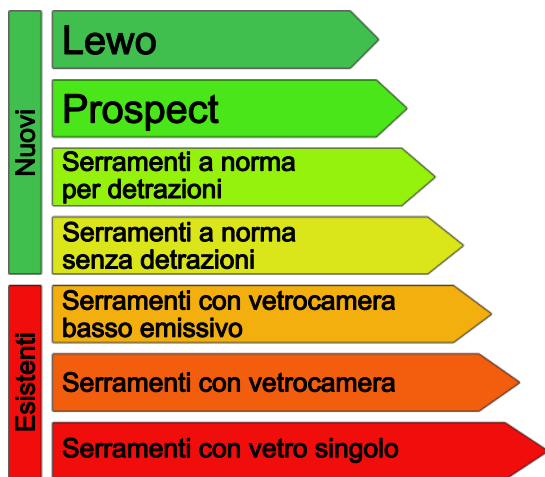 Nuovi
Lewo
Prospect
Serramenti a norma
per detrazioni
Serramenti a norma
senza detrazioni
Esistenti
Serramenti con vetrocamera
basso emissivo
Serramenti con vetrocamera
Serramenti con vetro singolo